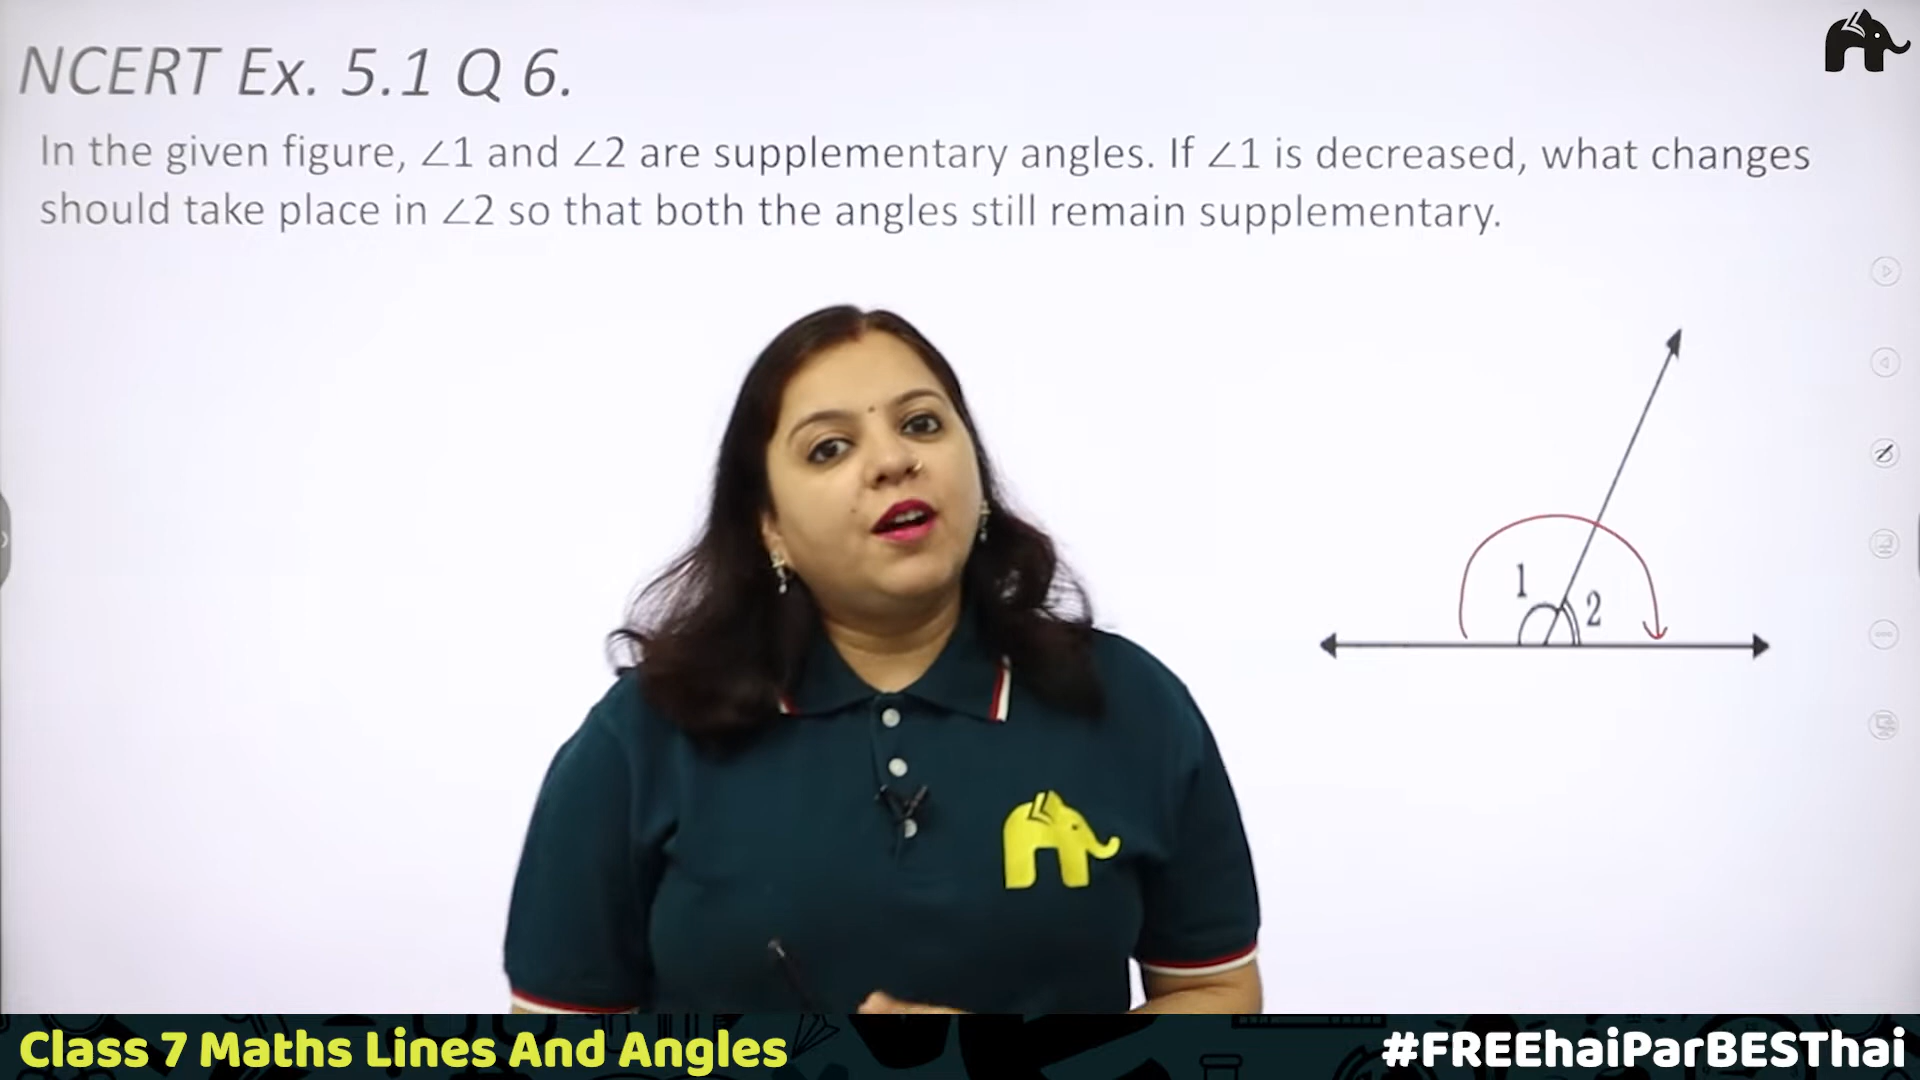 NCERT Ex. 5.1 Q 6.
In the given figure, ∠1 and ∠2 are supplementary angles. If ∠1 is decreased, what changes
should take place in ∠2 so that both the angles still remain supplementary.
1
2
Class 7 Maths Lines And Angles
#FREEhaiParBESThai